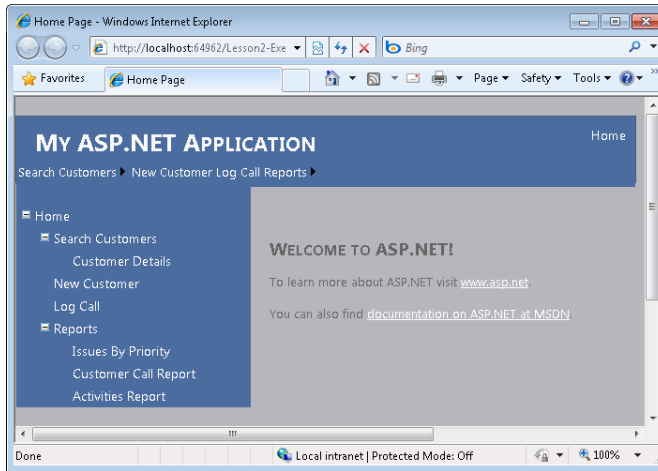 Home Page - Windows Internet Explorer
http://localhost:64962/Lesson2-Exe
Bing
Favorites
Home Page
Page
Safety
Tools
MY ASP.NET APPLICATION
Home
Search Customers New Customer Log Call Reports
Home
Search Customers
Customer Details
New Customer
Log Call
Reports
Issues By Priority
Customer Call Report
Activities Report
WELCOME TO ASP.NET!
To learn more about ASP.NET visit www.asp.net.
You can also find documentation on ASP.NET at MSDN.
Done
Local intranet | Protected Mode: Off
100%